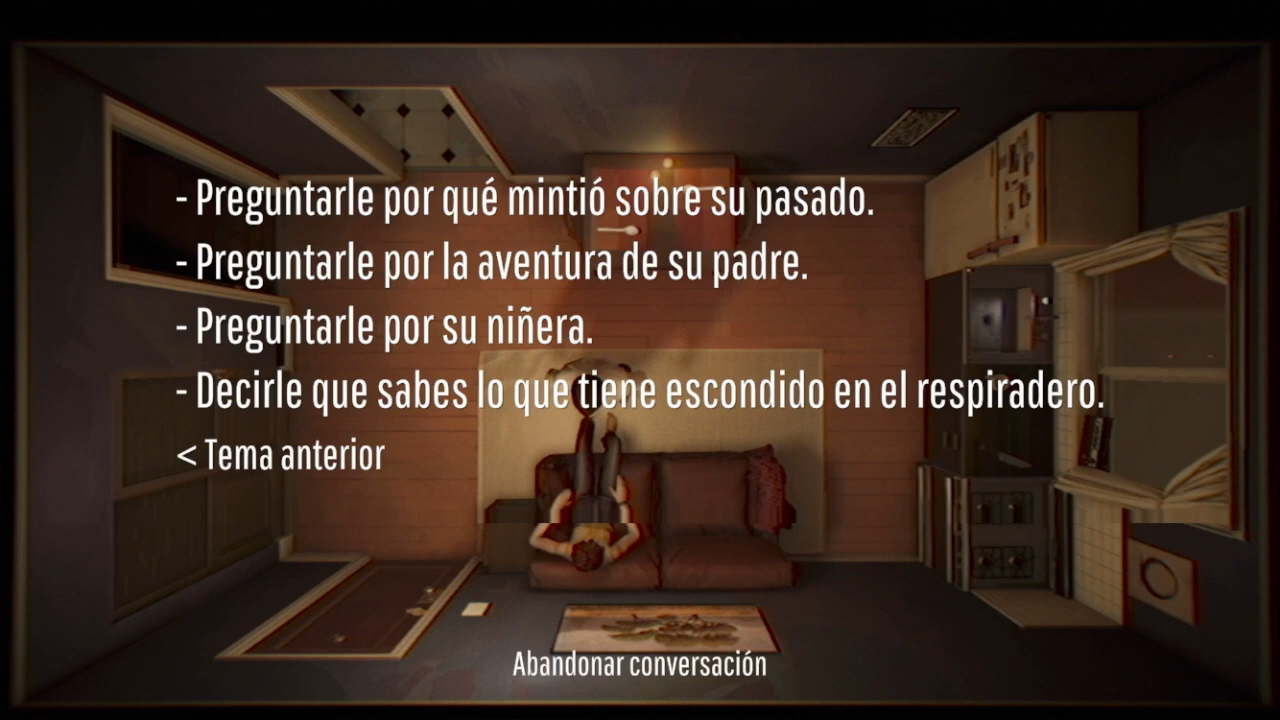 - Preguntarle por qué mintió sobre su pasado.
- Preguntarle por la aventura de su padre.
- Preguntarle por su niñera.
- Decirle que sabes lo que tiene escondido en el respiradero.
< Tema anterior
Abandonar conversación